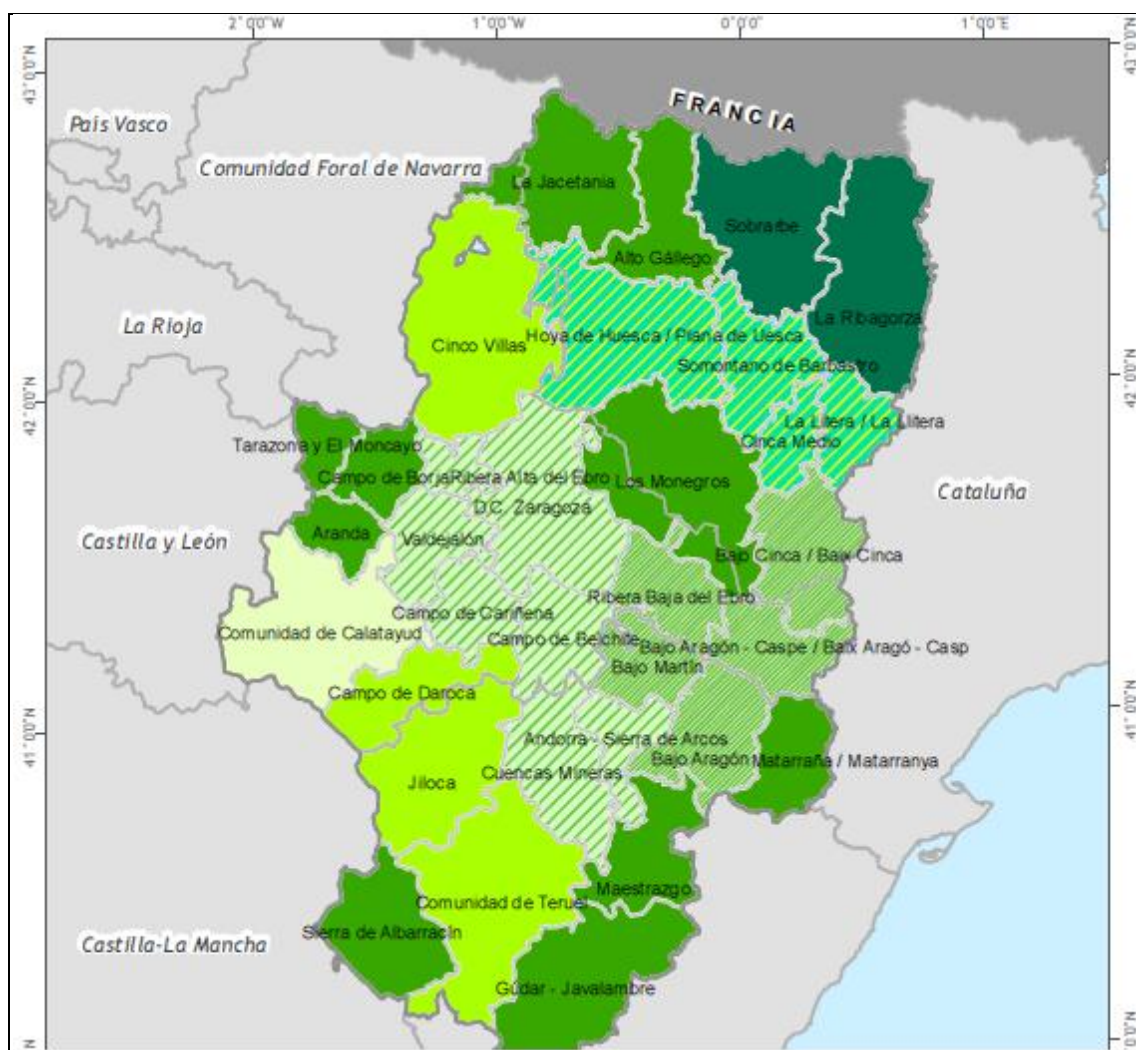 2°0'0"W 1°0'0"W 0°0'0" 1°0'0"E
43°0'0"N
43°0'0"N
FRANCIA
País Vasco
Comunidad Foral de Navarra
La Jacetania
Sobrarbe
Alto Gállego
La Ribagorza
La Rioja
Hoya de Huesca / Plana de Uesca
Cinco Villas
Somontano de Barbastro
42°0'0"N
42°0'0"N
La Litera / La Llitera
Tarazona y El Moncayo
Cinca Medio
Campo de Borja
Ribera Alta del Ebro
Los Monegros
Cataluña
D.C. Zaragoza
Aranda
Castilla y León
Valdejalón
Bajo Cinca / Baix Cinca
Ribera Baja del Ebro
Campo de Cariñena
Comunidad de Calatayud
Campo de Belchite
Bajo Aragón - Caspe / Baix Aragó - Casp
Bajo Martín
Campo de Daroca
41°0'0"N
41°0'0"N
Andorra - Sierra de Arcos
Bajo Aragón
Matarraña / Matarranya
Cuencas Mineras
Jiloca
Maestrazgo
Comunidad de Teruel
Sierra de Albarracín
Castilla-La Mancha
Gúdar - Javalambre
N
0'0"N